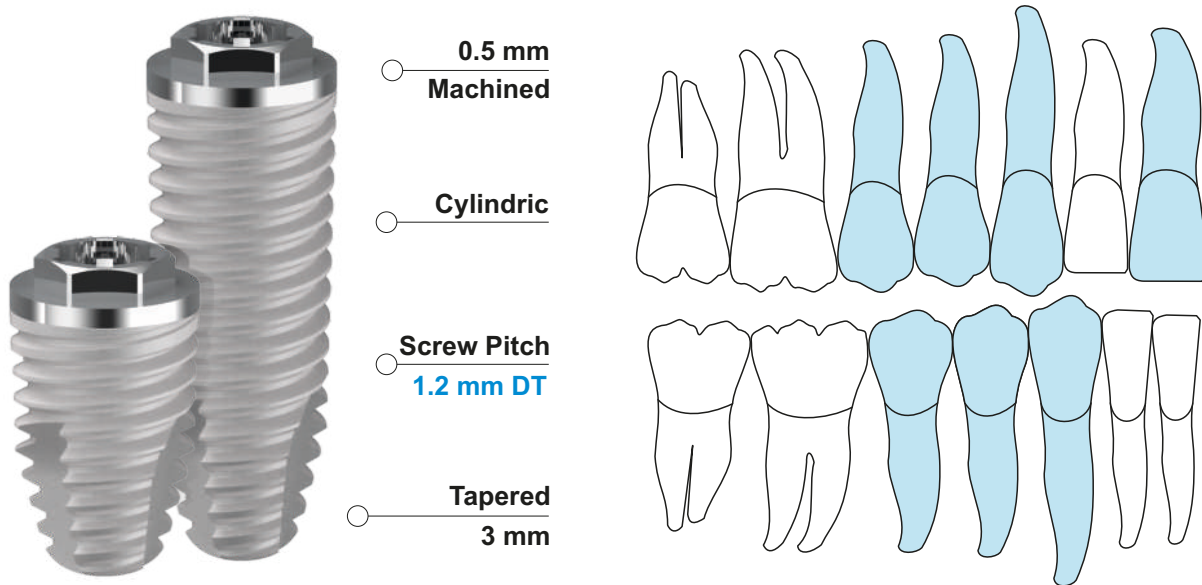 0.5 mm
Machined
Cylindric
Screw Pitch
1.2 mm DT
Tapered
3 mm